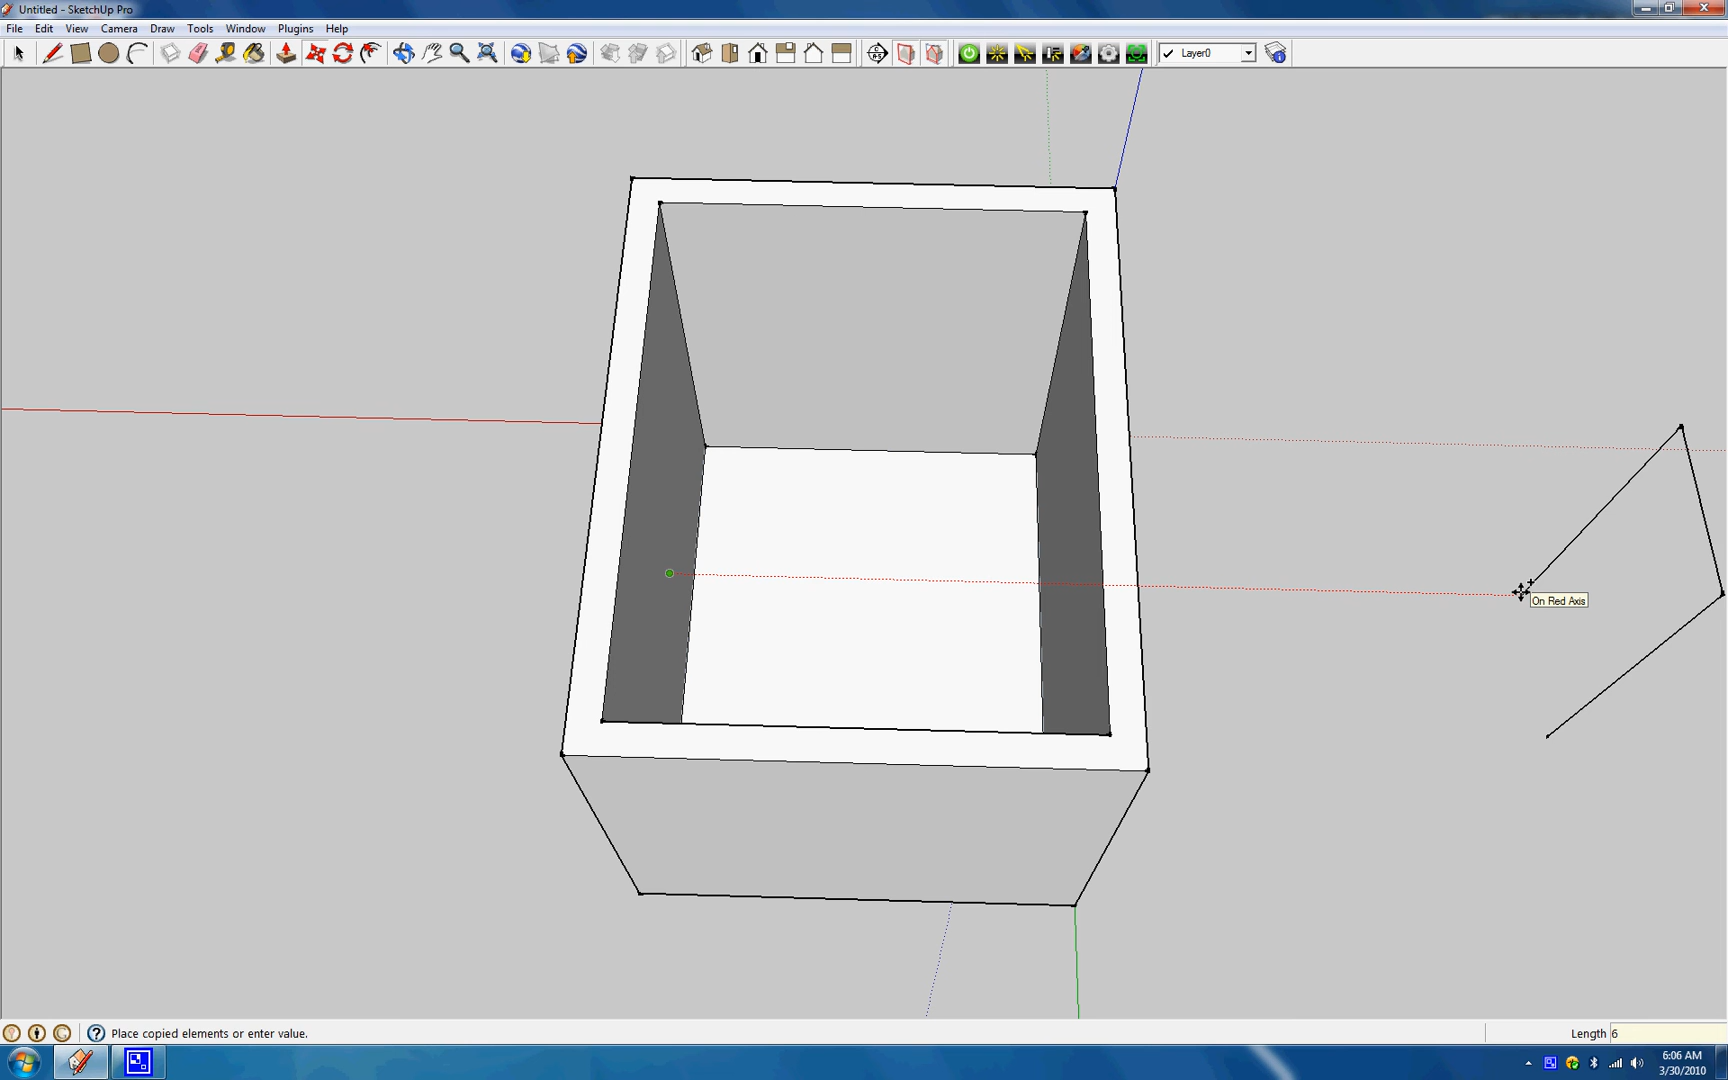 Untitled - SketchUp Pro
File Edit View Camera Draw Tools Window Plugins Help
Layer0
On Red Axis
Place copied elements or enter value.
Length 6
6:06 AM
3/30/2010